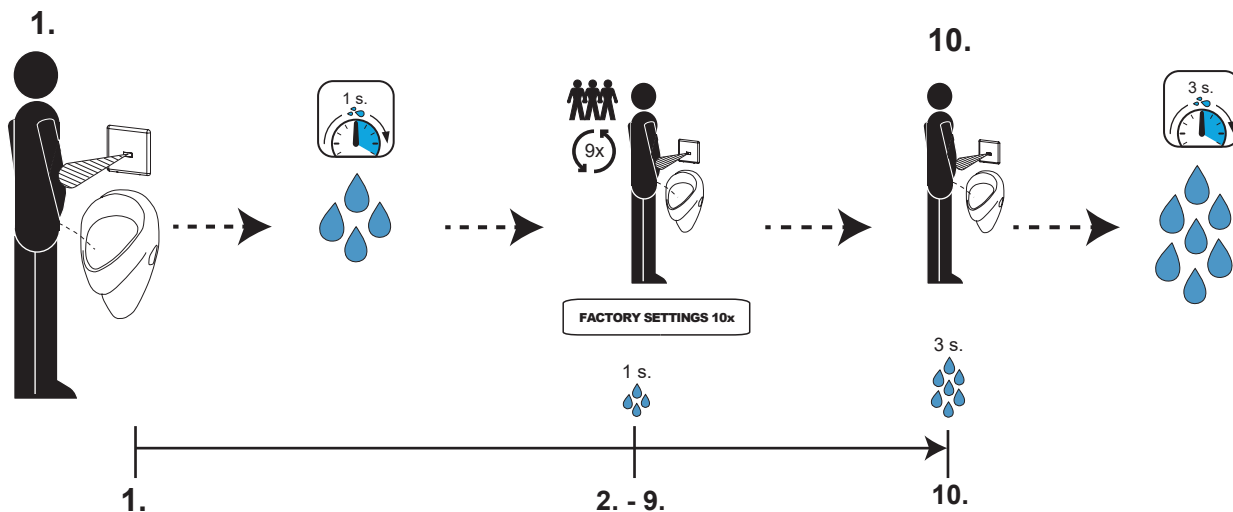 1.
10.
1 s.
3 s.
9x
FACTORY SETTINGS 10x
1 s.
3 s.
1.
2. - 9.
10.